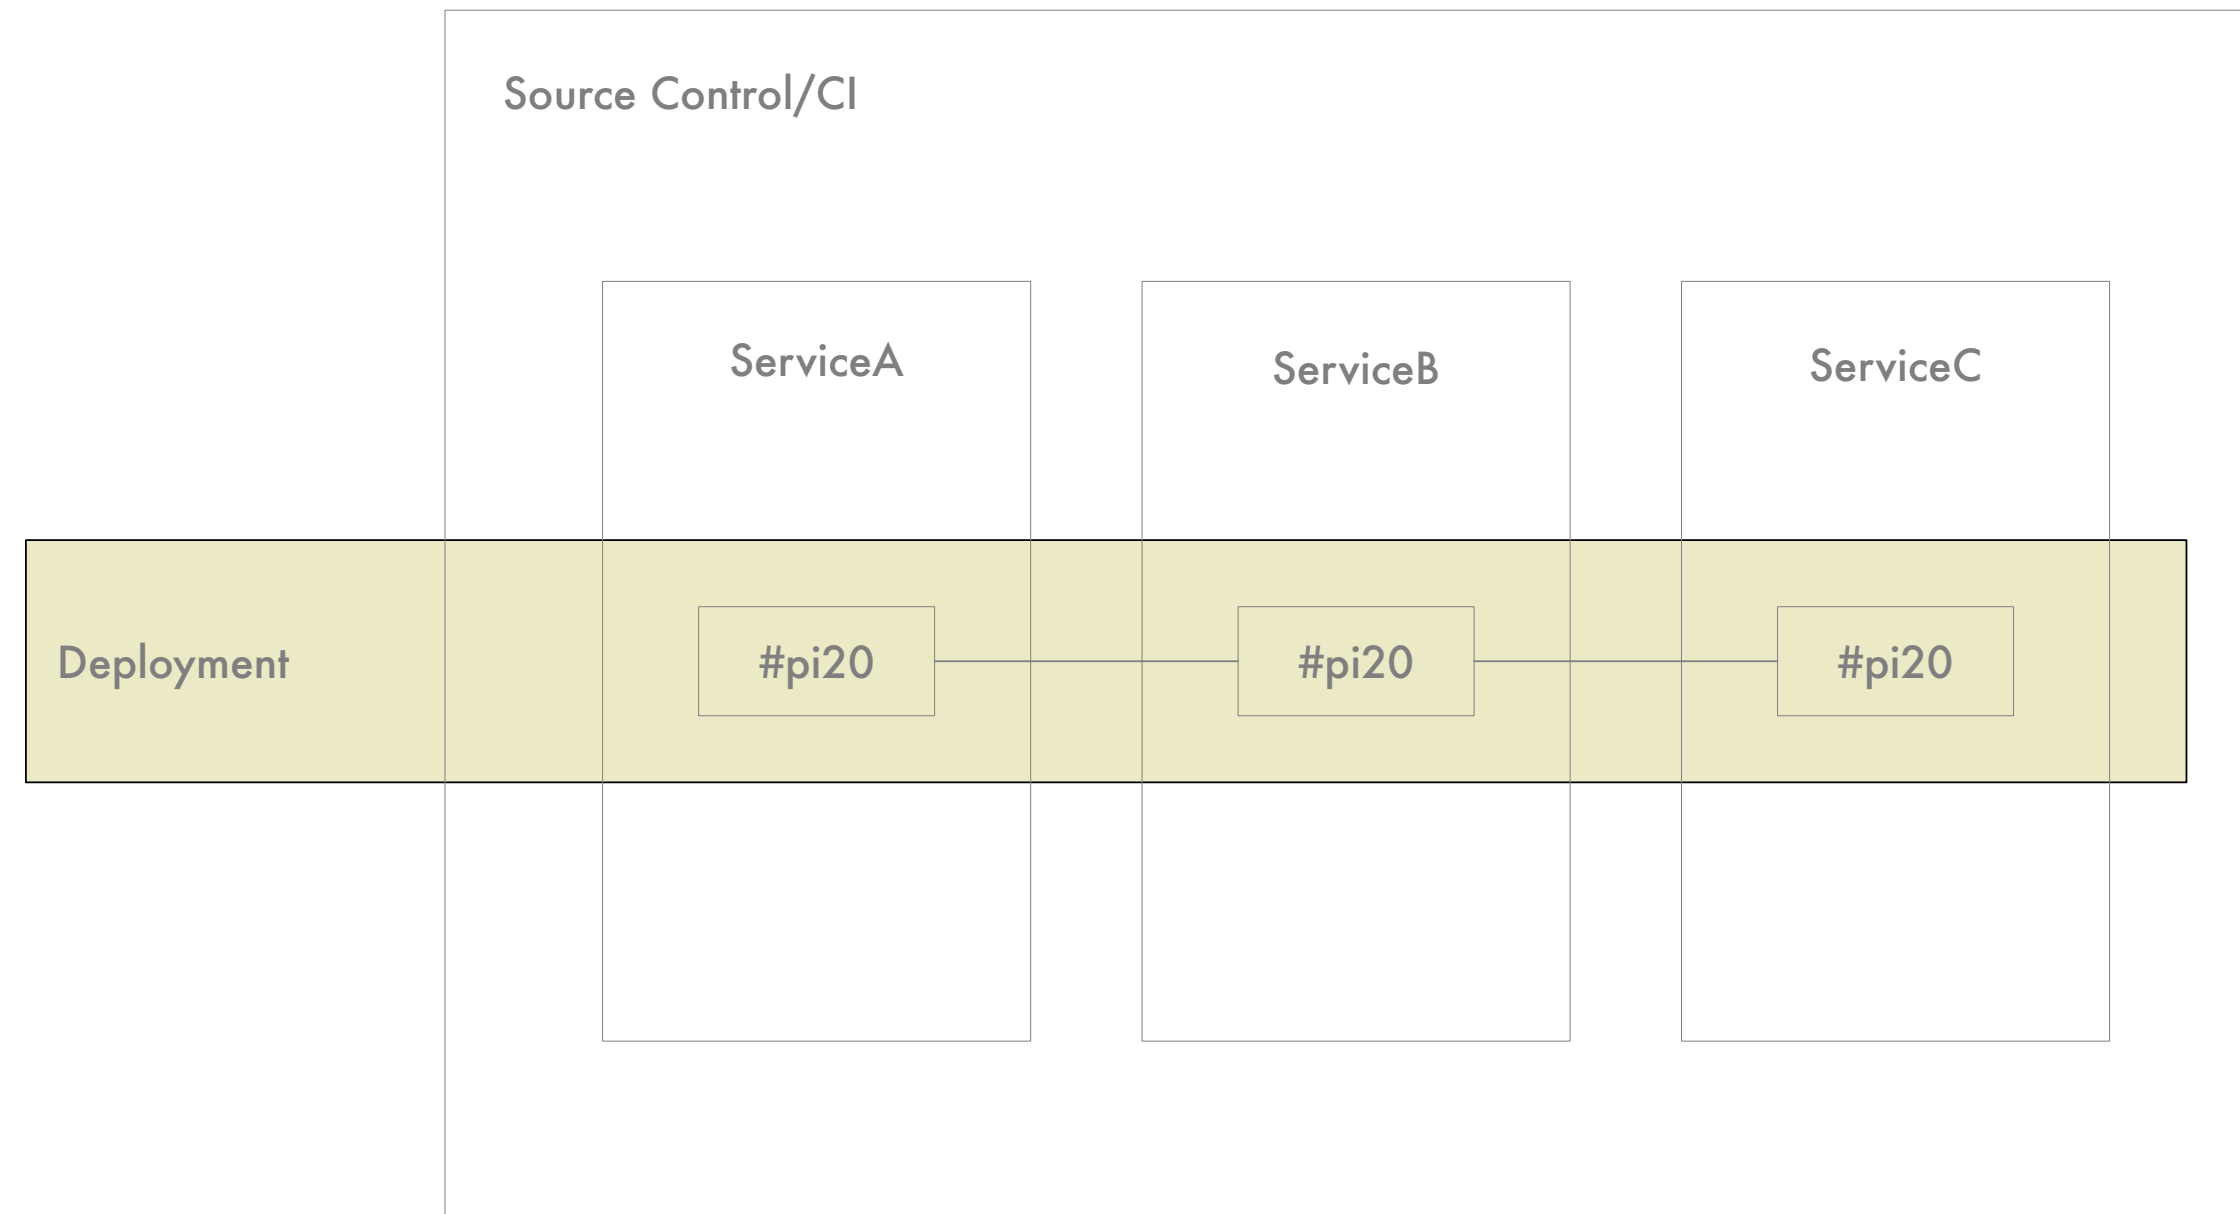 Source Control/CI
ServiceA
ServiceB
ServiceC
Deployment
#pi20
#pi20
#pi20